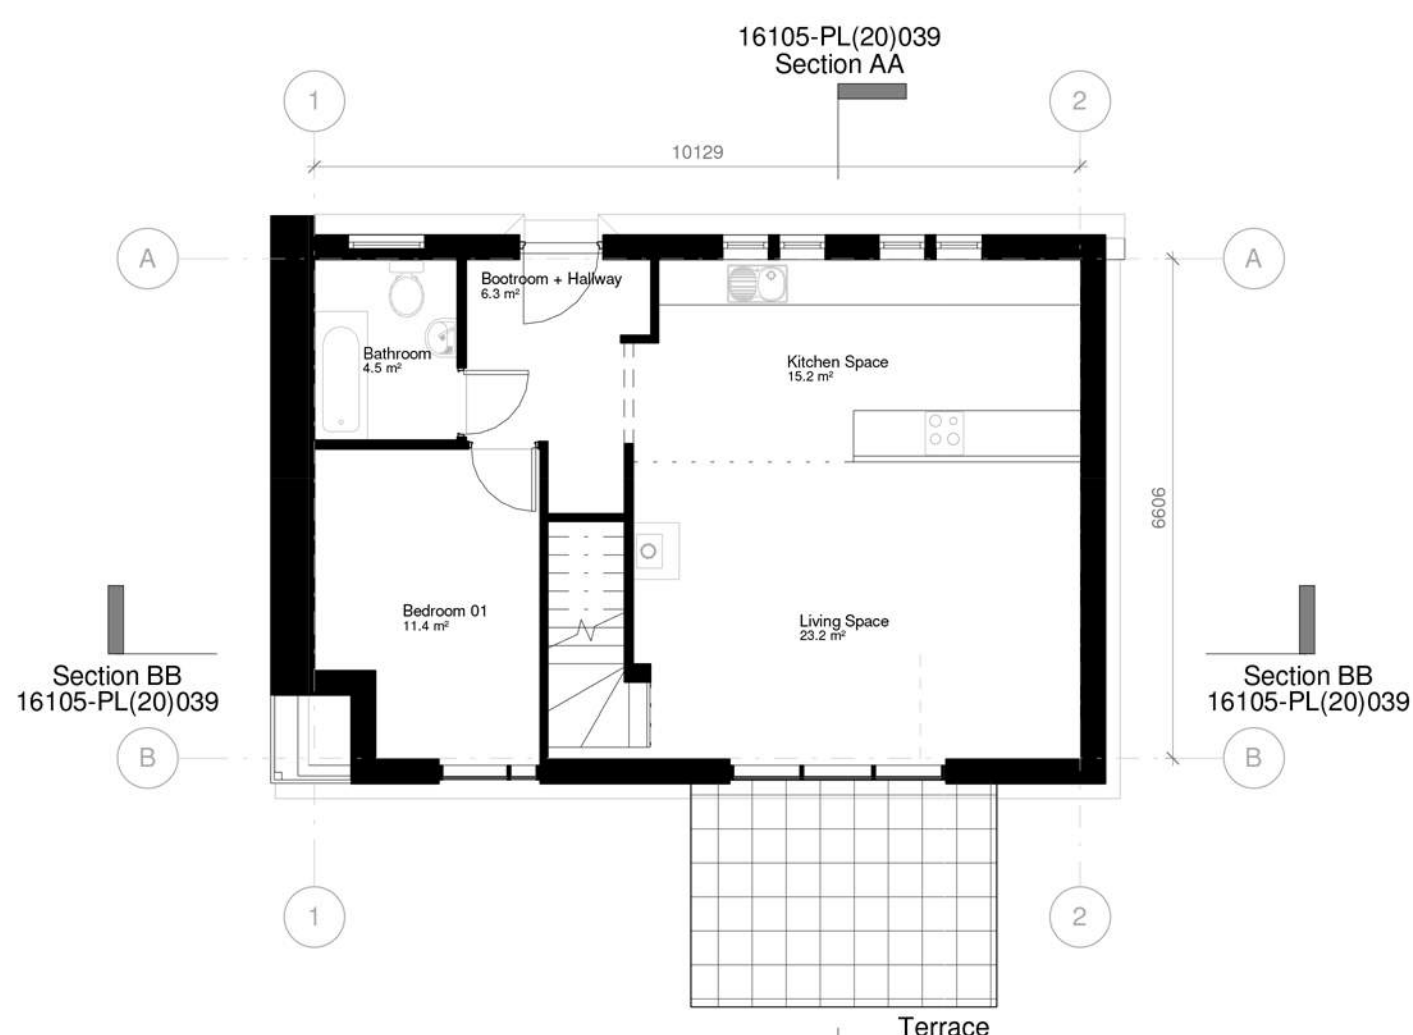 16105-PL(20)039
Section AA
1
2
10129
A
A
Bootroom + Hallway
6.3 m²
Bathroom
4.5 m²
Kitchen Space
15.2 m²
6606
Bedroom 01
11.4 m²
Living Space
23.2 m²
Section BB
16105-PL(20)039
Section BB
16105-PL(20)039
B
B
1
2
Terrace